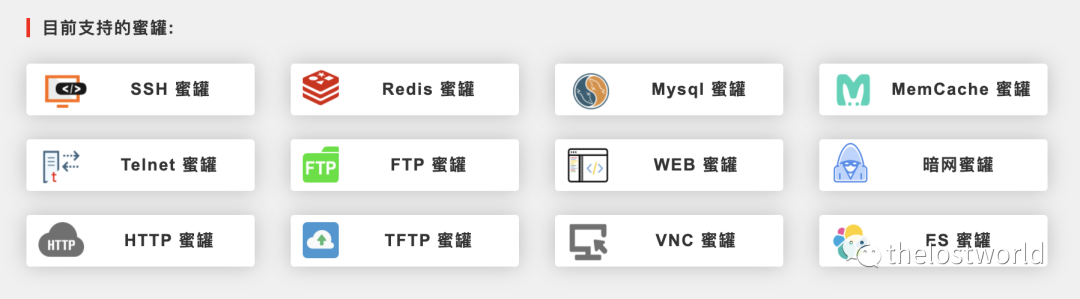 目前支持的蜜罐:
SSH 蜜罐
Redis 蜜罐
Mysql 蜜罐
MemCache 蜜罐
t
Telnet 蜜罐
FTP
FTP 蜜罐
WEB 蜜罐
暗网蜜罐
HTTP
HTTP 蜜罐
TFTP 蜜罐
VNC 蜜罐
ES 蜜罐
thelostworld